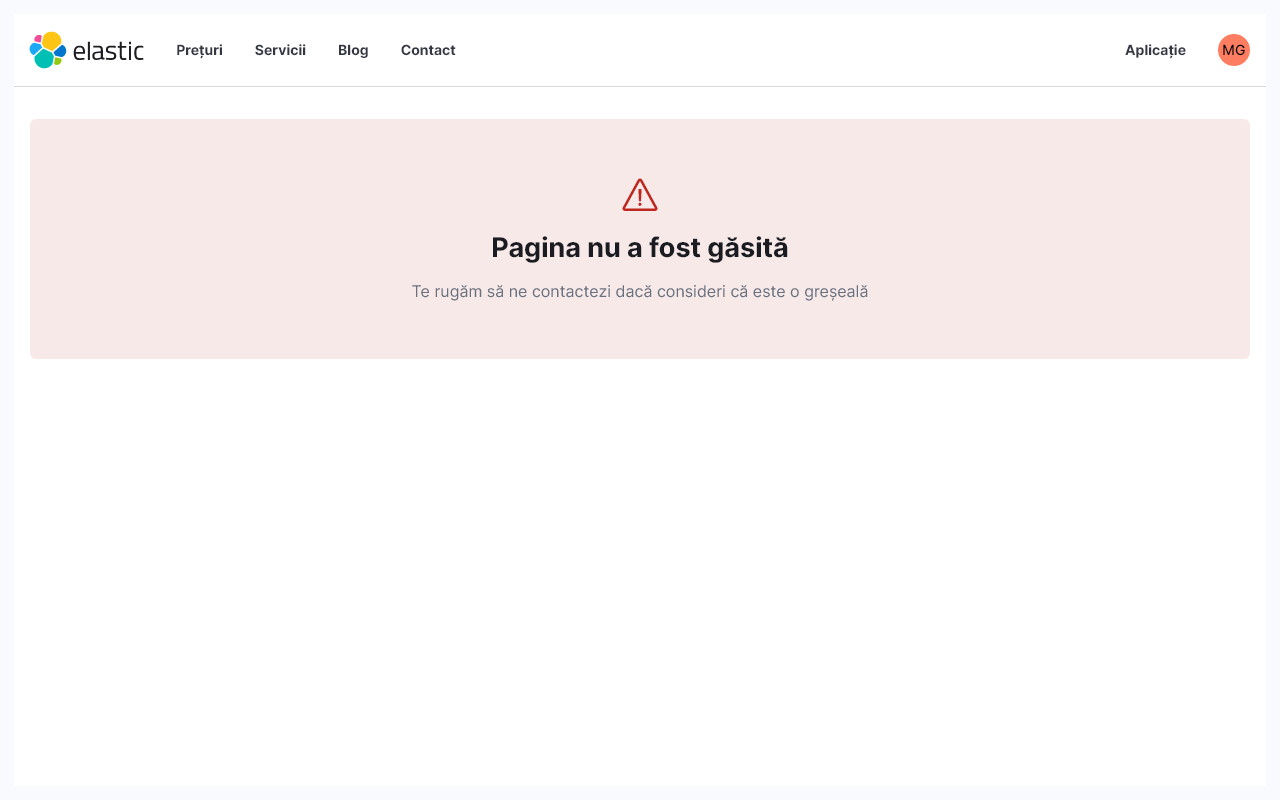 elastic Prețuri Servicii Blog Contact Aplicație MG
Pagina nu a fost găsită
Te rugăm să ne contactezi dacă consideri că este o greșeală